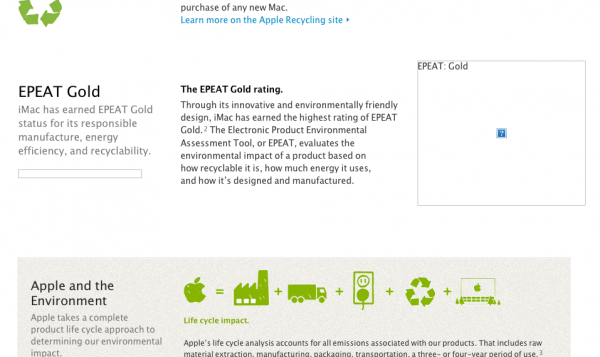 purchase of any new Mac.
Learn more on the Apple Recycling site ▸
EPEAT Gold
iMac has earned EPEAT Gold
status for its responsible
manufacture, energy
efficiency, and recyclability.
The EPEAT Gold rating.
Through its innovative and environmentally friendly
design, iMac has earned the highest rating of EPEAT
Gold.2 The Electronic Product Environmental
Assessment Tool, or EPEAT, evaluates the
environmental impact of a product based on
how recyclable it is, how much energy it uses,
and how it’s designed and manufactured.
EPEAT: Gold
?
Apple and the
Environment
Apple takes a complete
product life cycle approach to
determining our environmental
impact.
= + + + +
Life cycle impact.
Apple’s life cycle analysis accounts for all emissions associated with our products. That includes raw
material extraction, manufacturing, packaging, transportation, a three- or four-year period of use,3